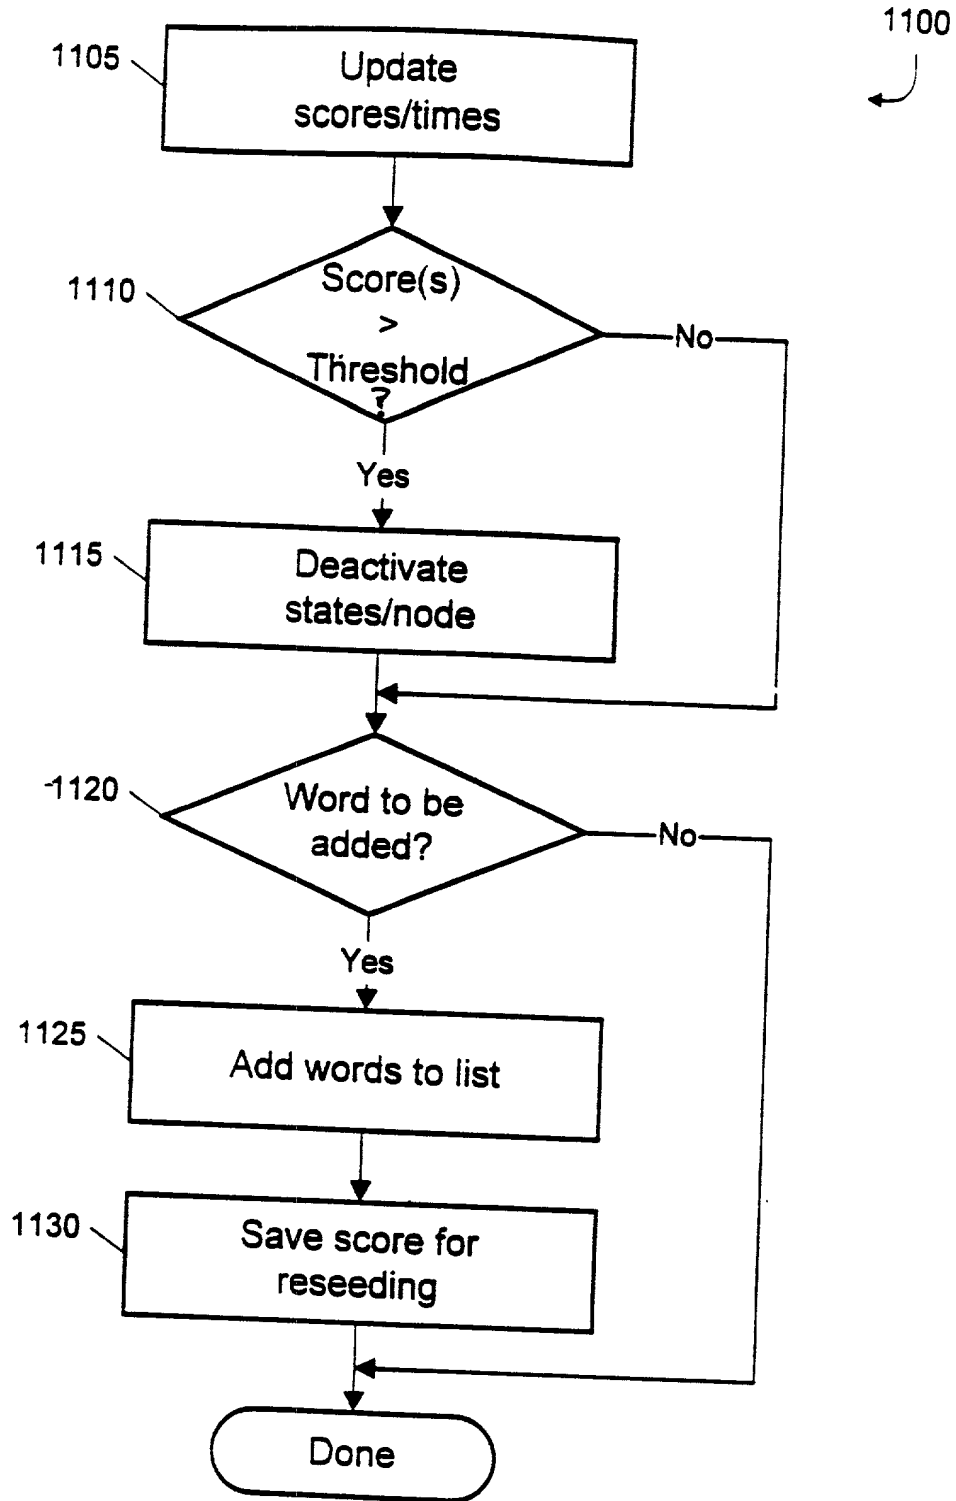 1100
1105
Update
scores/times
1110
Score(s)
>
Threshold
?
No
Yes
1115
Deactivate
states/node
1120
Word to be
added?
No
Yes
1125
Add words to list
1130
Save score for
reseeding
Done